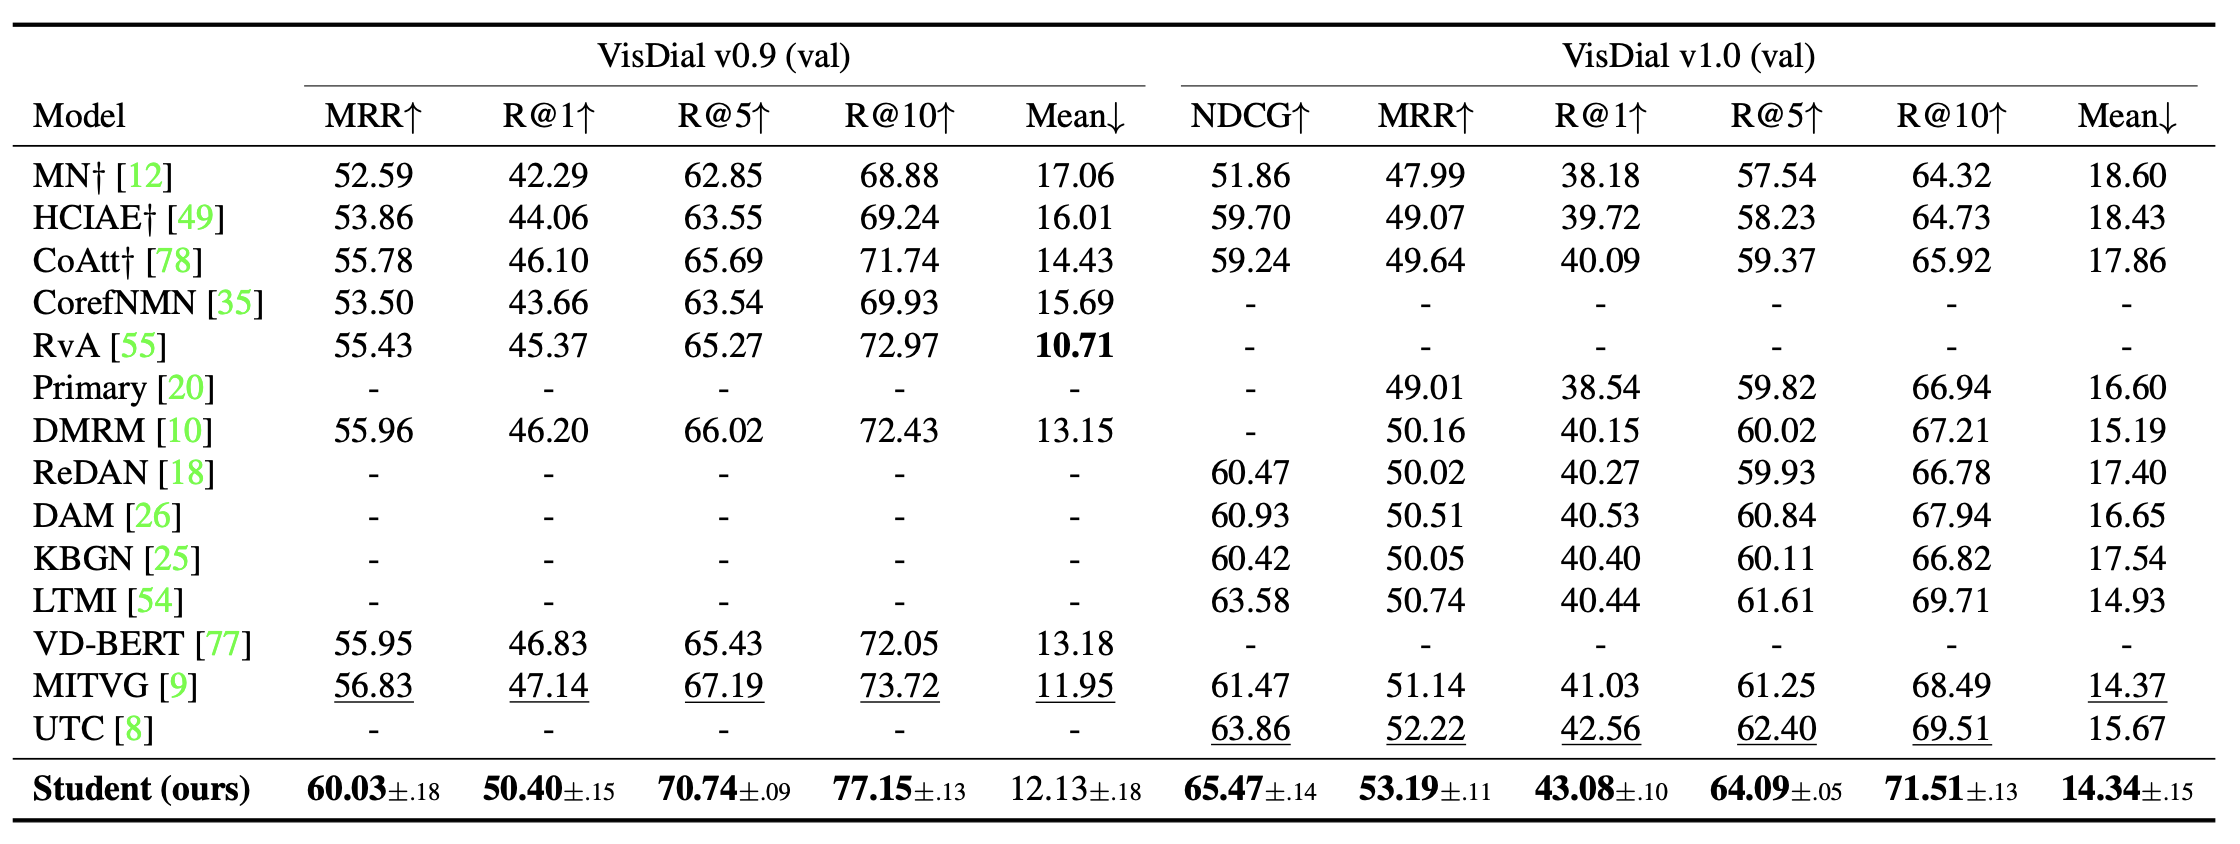 VisDial v0.9 (val) VisDial v1.0 (val)
Model MRR↑ R@1↑ R@5↑ R@10↑ Mean↓ NDCG↑ MRR↑ R@1↑ R@5↑ R@10↑ Mean↓
MN† [12] 52.59 42.29 62.85 68.88 17.06 51.86 47.99 38.18 57.54 64.32 18.60
HCIAE† [49] 53.86 44.06 63.55 69.24 16.01 59.70 49.07 39.72 58.23 64.73 18.43
CoAtt† [78] 55.78 46.10 65.69 71.74 14.43 59.24 49.64 40.09 59.37 65.92 17.86
CorefNMN [35] 53.50 43.66 63.54 69.93 15.69 - - - - - -
RvA [55] 55.43 45.37 65.27 72.97 10.71 - - - - - -
Primary [20] - - - - - - 49.01 38.54 59.82 66.94 16.60
DMRM [10] 55.96 46.20 66.02 72.43 13.15 - 50.16 40.15 60.02 67.21 15.19
ReDAN [18] - - - - - 60.47 50.02 40.27 59.93 66.78 17.40
DAM [26] - - - - - 60.93 50.51 40.53 60.84 67.94 16.65
KBGN [25] - - - - - 60.42 50.05 40.40 60.11 66.82 17.54
LTMI [54] - - - - - 63.58 50.74 40.44 61.61 69.71 14.93
VD-BERT [77] 55.95 46.83 65.43 72.05 13.18 - - - - - -
MITVG [9] 56.83 47.14 67.19 73.72 11.95 61.47 51.14 41.03 61.25 68.49 14.37
UTC [8] - - - - - 63.86 52.22 42.56 62.40 69.51 15.67
Student (ours) 60.03±.18 50.40±.15 70.74±.09 77.15±.13 12.13±.18 65.47±.14 53.19±.11 43.08±.10 64.09±.05 71.51±.13 14.34±.15